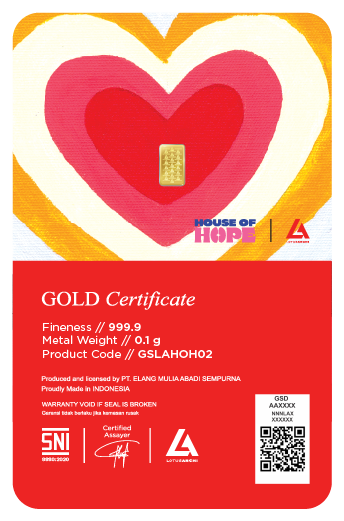 HOUSE OF
HOPE
LOTUS ARCHI
GOLD Certificate
Fineness // 999.9
Metal Weight // 0.1 g
Product Code // GSLAHOH02
Produced and licensed by PT. ELANG MULIA ABADI SEMPURNA
Proudly Made in INDONESIA
WARRANTY VOID IF SEAL IS BROKEN
Garansi tidak berlaku jika kemasan rusak
SNI
8880:2020
Certified
Assayer
LOTUS ARCHI
GSD
AAXXXX
NNNLAX
XXXXXX